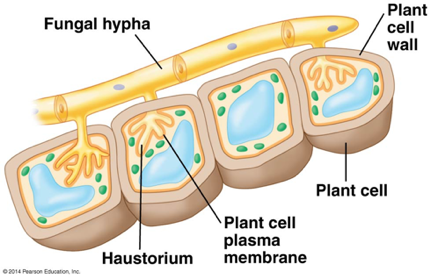 Fungal hypha
Plant
cell
wall
Plant cell
Plant cell
plasma
membrane
Haustorium
© 2014 Pearson Education, Inc.